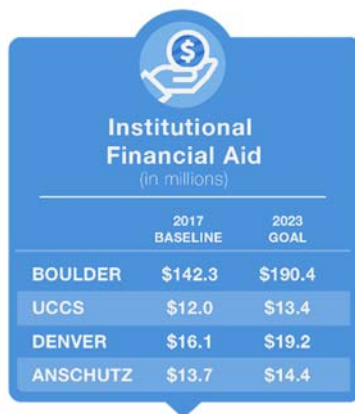 $
Institutional
Financial Aid
(in millions)
2017 2023
BASELINE GOAL
BOULDER $142.3 $190.4
UCCS $12.0 $13.4
DENVER $16.1 $19.2
ANSCHUTZ $13.7 $14.4